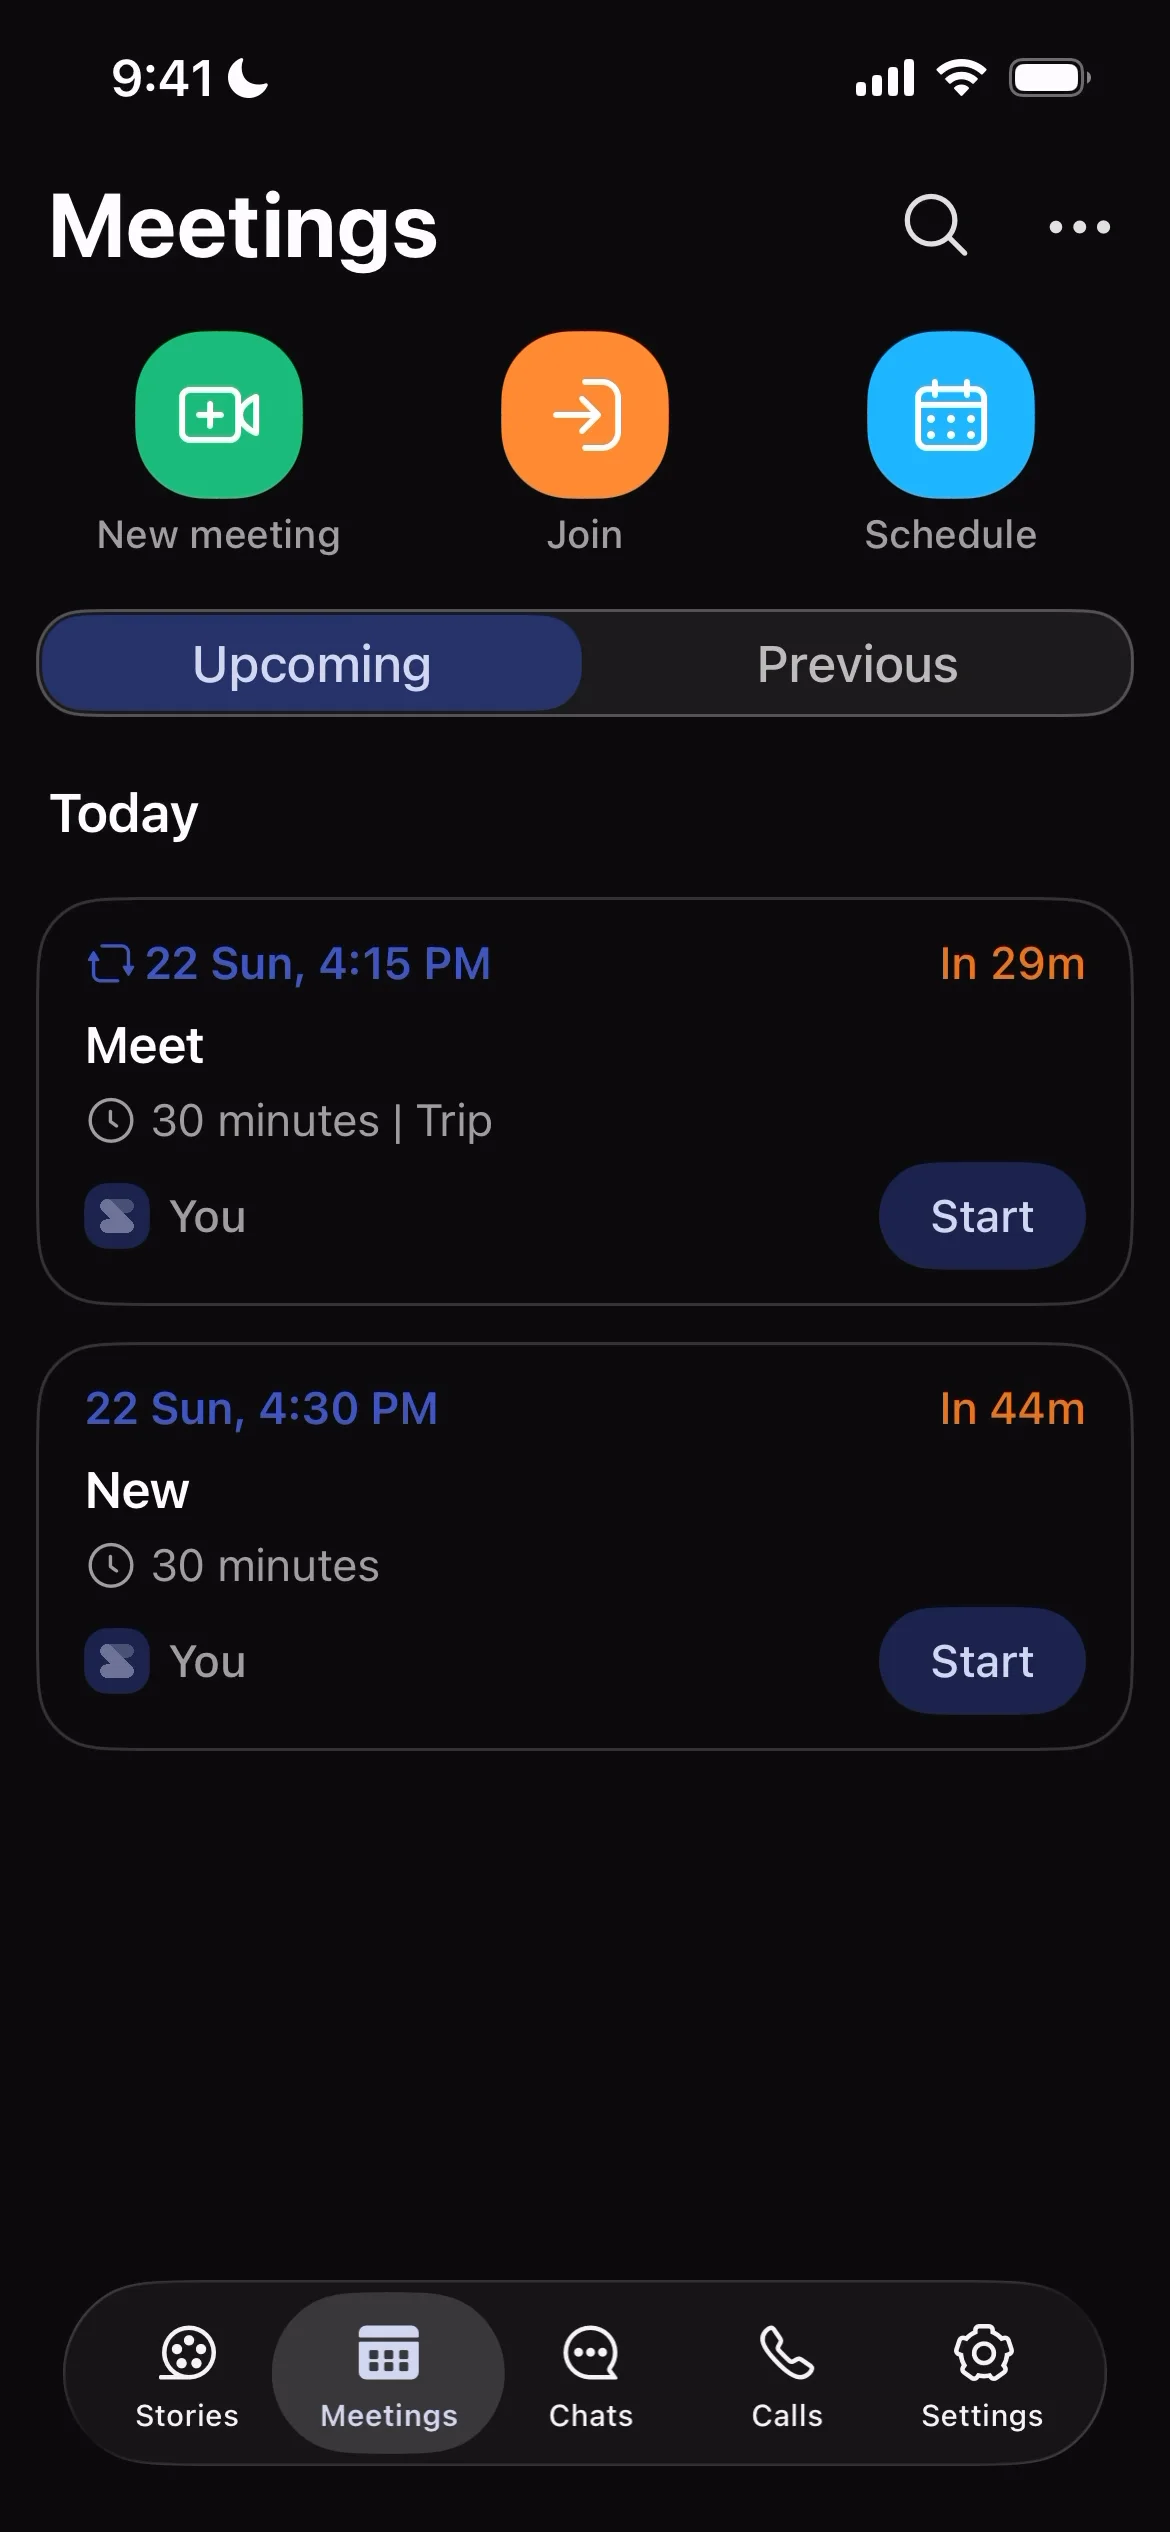 9:41
Meetings
New meeting
Join
Schedule
Upcoming
Previous
Today
22 Sun, 4:15 PM
In 29m
Meet
30 minutes | Trip
You
Start
22 Sun, 4:30 PM
In 44m
New
30 minutes
You
Start
Stories
Meetings
Chats
Calls
Settings